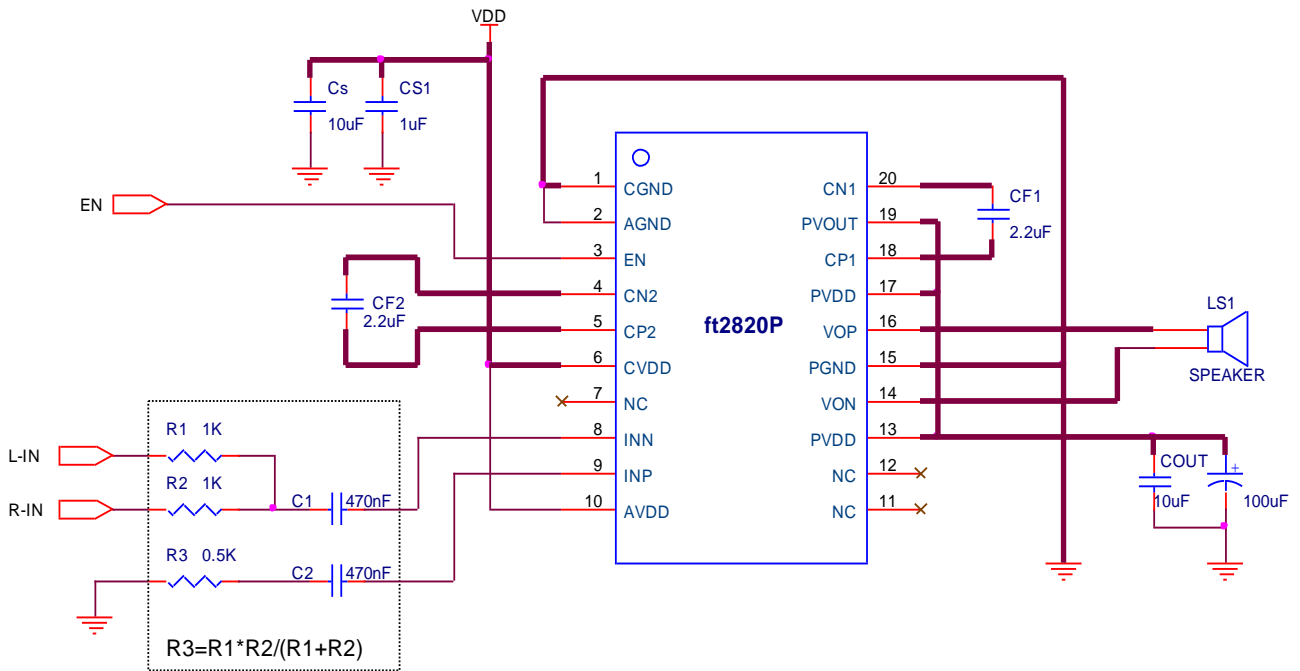 VDD
Cs
10uF
CS1
1uF
EN
CF2
2.2uF
L-IN
R-IN
R1 1K
R2 1K
R3 0.5K
C1 470nF
C2 470nF
R3=R1*R2/(R1+R2)
ft2820P
1 CGND
2 AGND
3 EN
4 CN2
5 CP2
6 CVDD
7 NC
8 INN
9 INP
10 AVDD
CN1 20
PVOUT 19
CP1 18
PVDD 17
VOP 16
PGND 15
VON 14
PVDD 13
NC 12
NC 11
CF1
2.2uF
LS1
SPEAKER
COUT
10uF
+
100uF